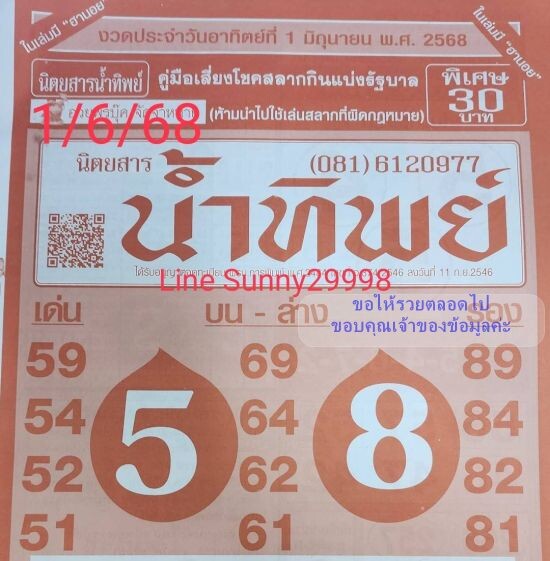 ในเล่มมี "ฮานอย"
งวดประจำวันอาทิตย์ที่ 1 มิถุนายน พ.ศ. 2568
ในเล่มมี "ฮานอย"
นิตยสารน้ำทิพย์
คู่มือเสี่ยงโชคสลากกินแบ่งรัฐบาล
พิเศษ
30
บาท
1/6/68
(ห้ามนำไปใช้เล่นสลากที่ผิดกฎหมาย)
นิตยสาร
(081) 6120977
น้ำทิพย์
ลงวันที่ 11 ก.ย.2546
Line Sunny29998
ขอให้รวยตลอดไป
ขอบคุณเจ้าของข้อมูลค่ะ
เด่น บน - ล่าง รอง
59 69 89
54 64 84
5 8
52 62 82
51 61 81